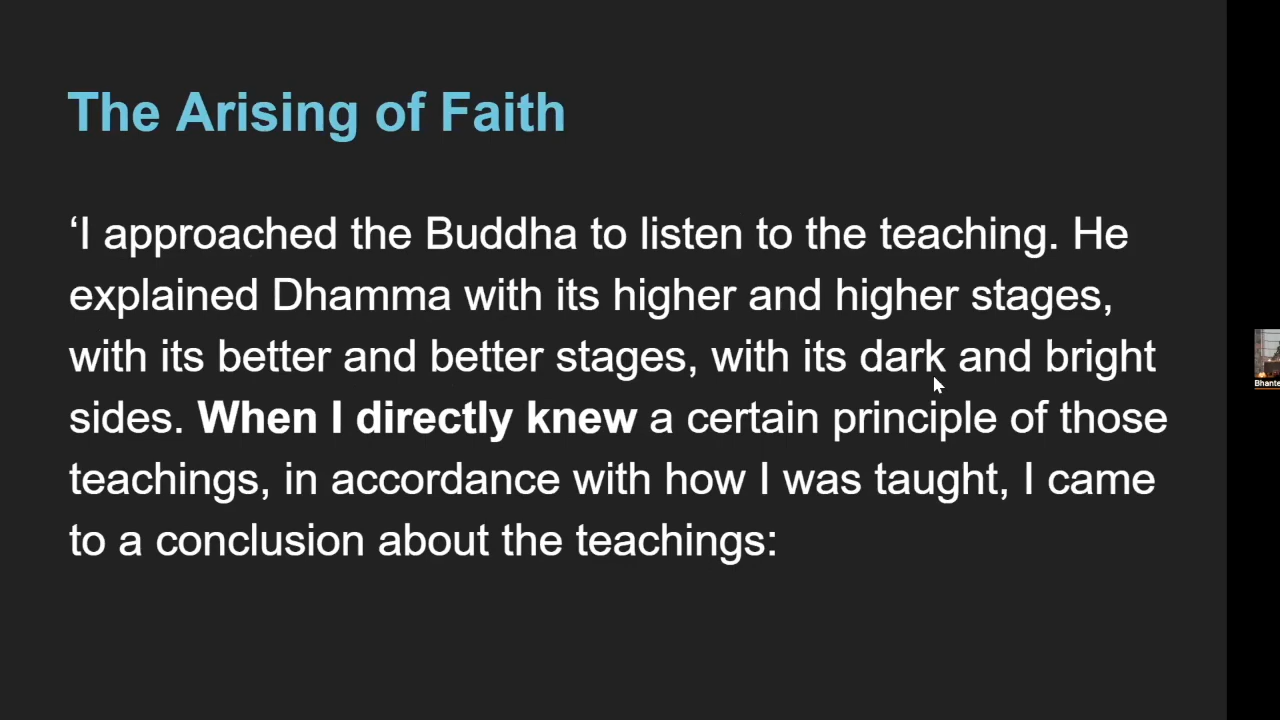 The Arising of Faith
‘I approached the Buddha to listen to the teaching. He
explained Dhamma with its higher and higher stages,
with its better and better stages, with its dark and bright
sides. When I directly knew a certain principle of those
teachings, in accordance with how I was taught, I came
to a conclusion about the teachings:
Bhante